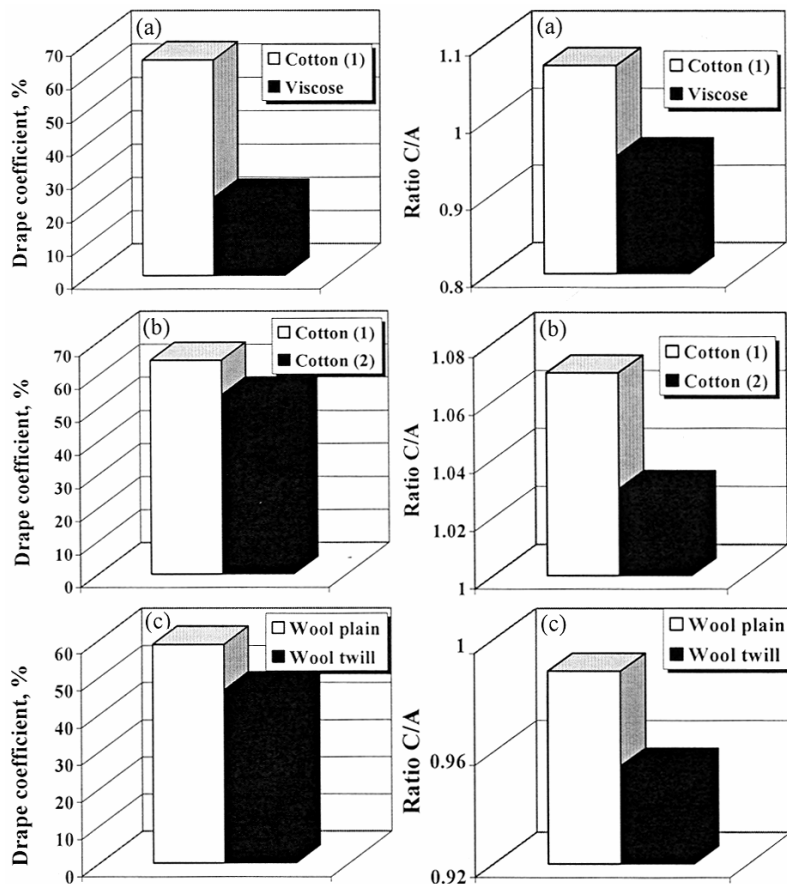 (a)
Drape coefficient, %
70
60
50
40
30
20
10
0
Cotton (1)
Viscose
(a)
Ratio C/A
1.1
1
0.9
0.8
Cotton (1)
Viscose
(b)
Drape coefficient, %
70
60
50
40
30
20
10
0
Cotton (1)
Cotton (2)
(b)
Ratio C/A
1.08
1.06
1.04
1.02
1
Cotton (1)
Cotton (2)
(c)
Drape coefficient, %
60
50
40
30
20
10
0
Wool plain
Wool twill
(c)
Ratio C/A
1
0.96
0.92
Wool plain
Wool twill